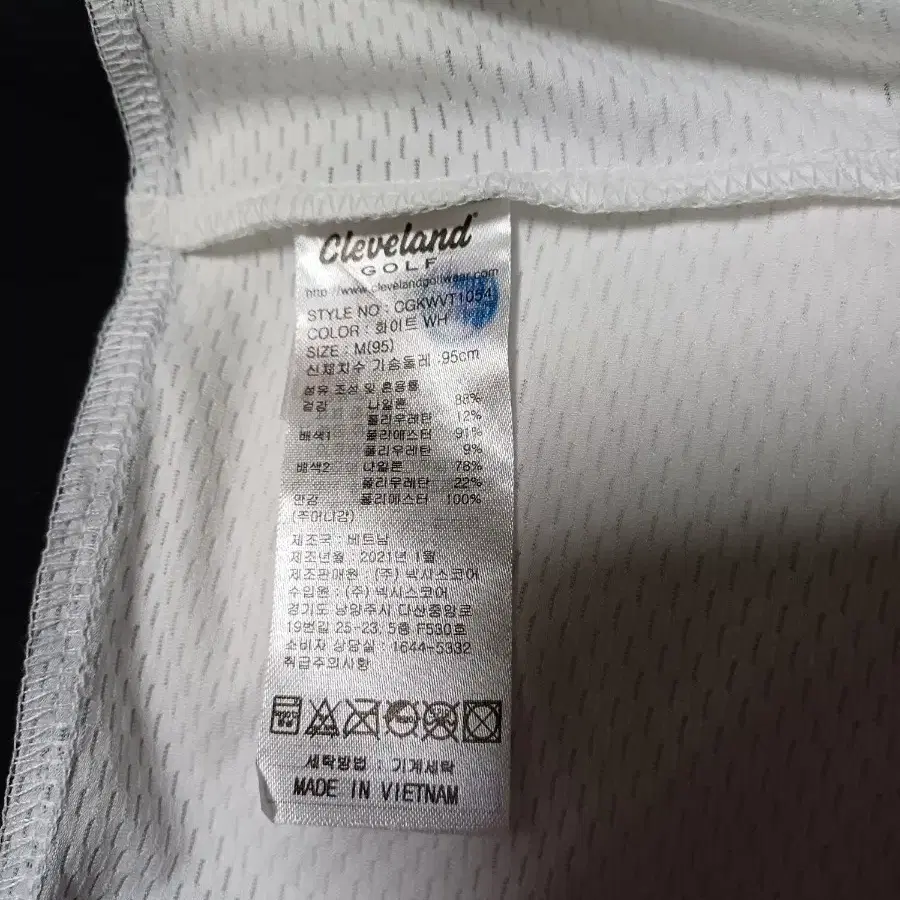 Cleveland
GOLF
http://www.clevelandgolfwear.com
STYLE NO : CGKWVT1054
COLOR : 화이트 WH
SIZE : M(95)
신체치수 가슴둘레 :95cm
섬유 조성 및 혼용률
겉감 나일론 88%
폴리우레탄 12%
배색1 폴리에스터 91%
폴리우레탄 9%
배색2 나일론 78%
폴리우레탄 22%
안감 폴리에스터 100%
(주머니감)
제조국 : 베트남
제조년월 : 2021년 1월
제조판매원 : (주) 넥시스코어
수입원 : (주) 넥시스코어
경기도 남양주시 다산중앙로
19번길 25-23, 5층 F530호
소비자 상담실 : 1644-5332
취급주의사항
세탁방법 : 기계세탁
MADE IN VIETNAM